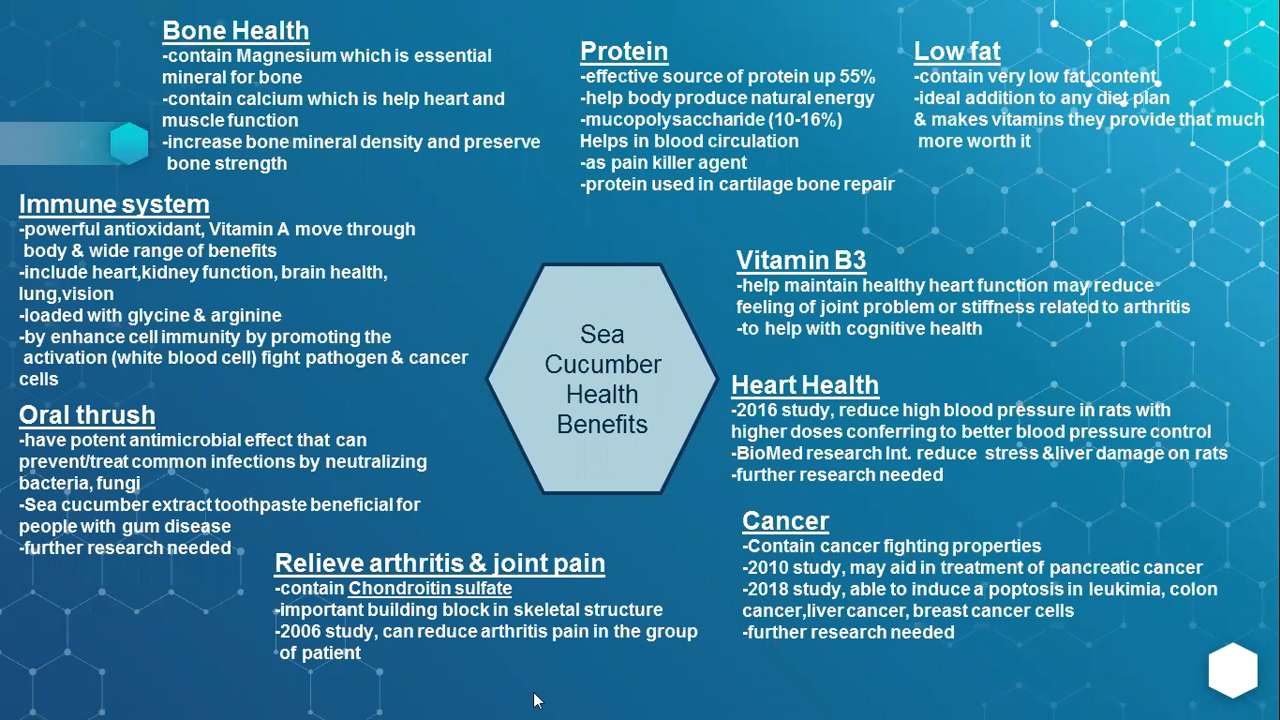 Bone Health
-contain Magnesium which is essential
mineral for bone
-contain calcium which is help heart and
muscle function
-increase bone mineral density and preserve
bone strength
Protein
-effective source of protein up 55%
-help body produce natural energy
-mucopolysaccharide (10-16%)
Helps in blood circulation
-as pain killer agent
-protein used in cartilage bone repair
Low fat
-contain very low fat content,
-ideal addition to any diet plan
& makes vitamins they provide that much
more worth it
Immune system
-powerful antioxidant, Vitamin A move through
body & wide range of benefits
-include heart,kidney function, brain health,
lung,vision
-loaded with glycine & arginine
-by enhance cell immunity by promoting the
activation (white blood cell) fight pathogen & cancer
cells
Sea
Cucumber
Health
Benefits
Vitamin B3
-help maintain healthy heart function may reduce
feeling of joint problem or stiffness related to arthritis
-to help with cognitive health
Heart Health
-2016 study, reduce high blood pressure in rats with
higher doses conferring to better blood pressure control
-BioMed research Int. reduce stress &liver damage on rats
-further research needed
Oral thrush
-have potent antimicrobial effect that can
prevent/treat common infections by neutralizing
bacteria, fungi
-Sea cucumber extract toothpaste beneficial for
people with gum disease
-further research needed
Relieve arthritis & joint pain
-contain Chondroitin sulfate
-important building block in skeletal structure
-2006 study, can reduce arthritis pain in the group
of patient
Cancer
-Contain cancer fighting properties
-2010 study, may aid in treatment of pancreatic cancer
-2018 study, able to induce a poptosis in leukimia, colon
cancer,liver cancer, breast cancer cells
-further research needed